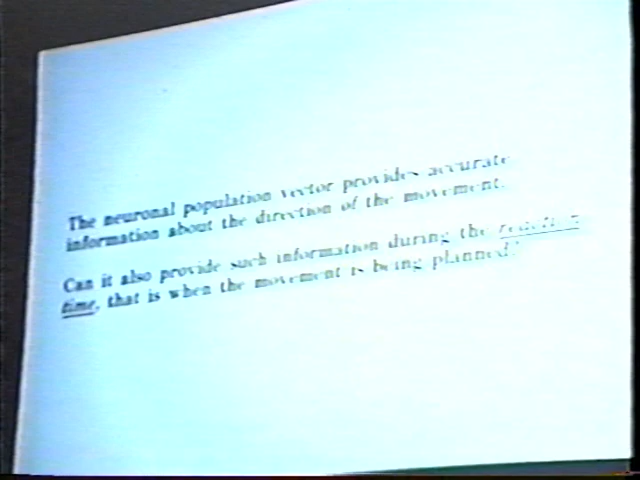 The neuronal population vector provides accurate
information about the direction of the movement.
Can it also provide such information during the reaction
time, that is when the movement is being planned?